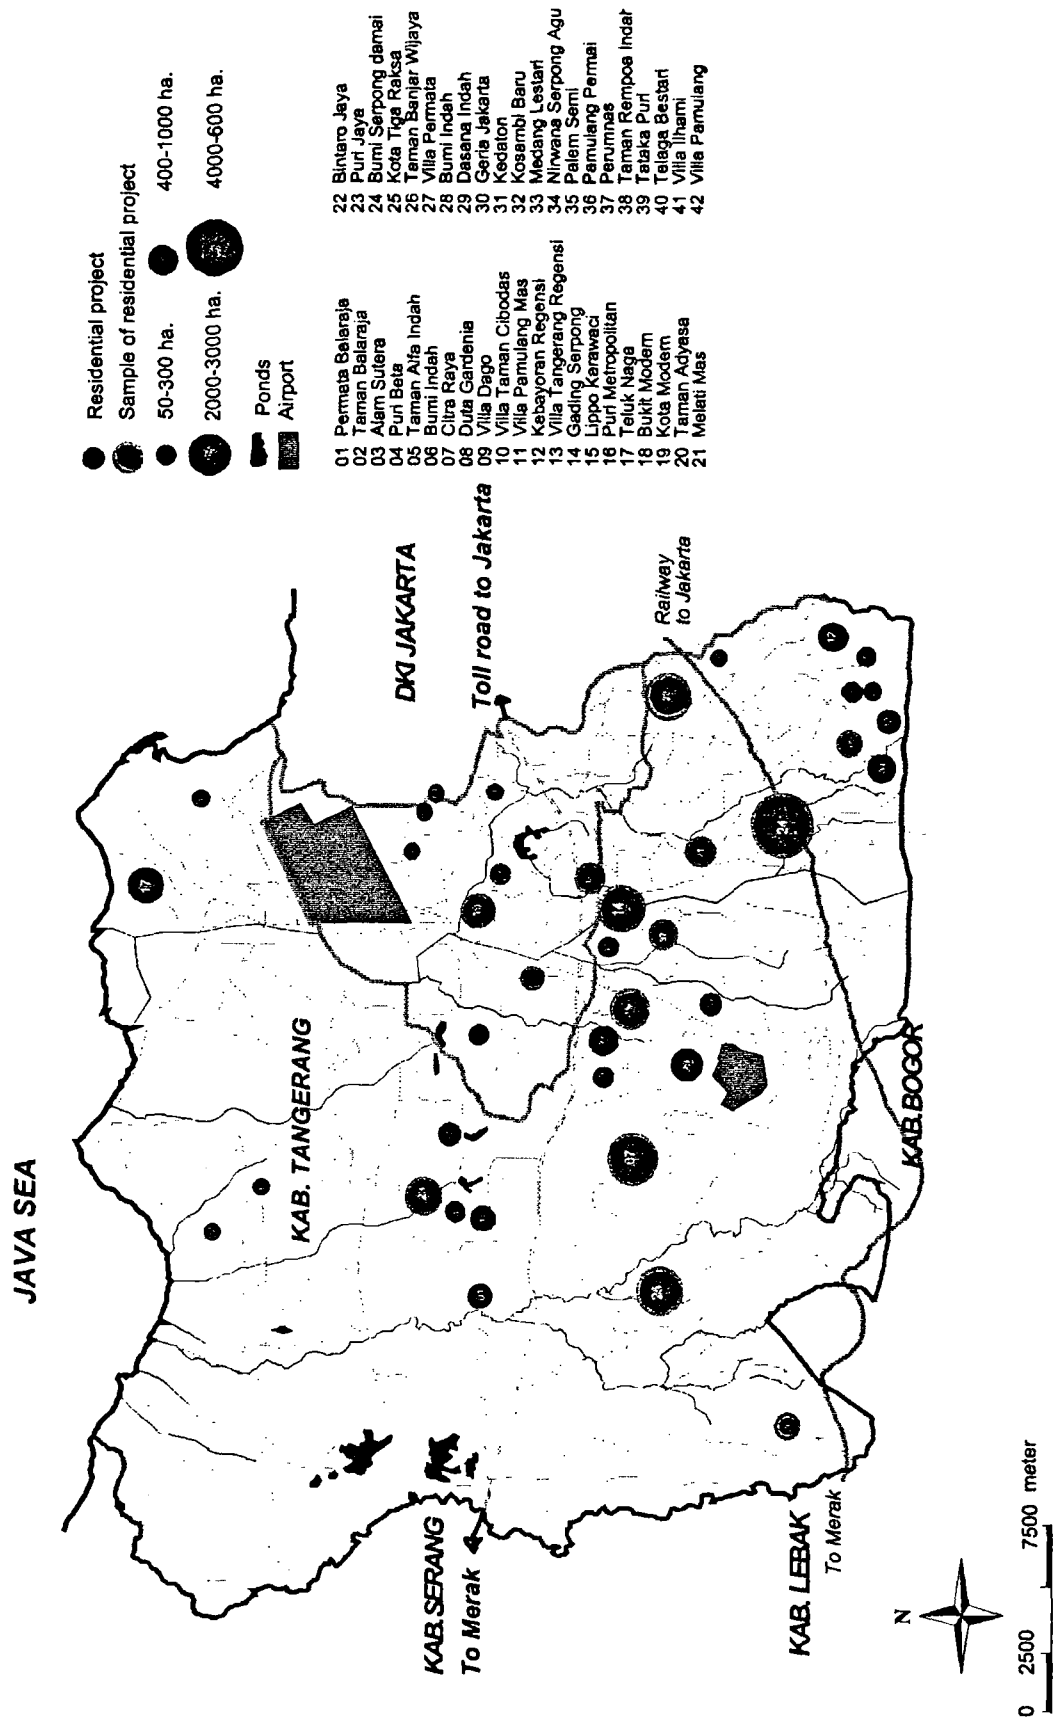 JAVA SEA
KAB. TANGERANG
DKI JAKARTA
Toll road to Jakarta
Railway
to Jakarta
KAB.SERANG
To Merak
KAB. LEBAK
To Merak
KAB.BOGOR
N
0 2500 7500 meter
Residential project
Sample of residential project
50-300 ha.
400-1000 ha.
2000-3000 ha.
4000-600 ha.
Ponds
Airport
01 Permata Balaraja
02 Taman Balaraja
03 Alam Sutera
04 Puri Beta
05 Taman Alfa Indah
06 Bumi Indah
07 Citra Raya
08 Duta Gardenia
09 Villa Dago
10 Villa Taman Cibodas
11 Villa Pamulang Mas
12 Kebayoran Regensi
13 Villa Tangerang Regensi
14 Gading Serpong
15 Lippo Karawaci
16 Puri Metropolitan
17 Teluk Naga
18 Bukit Modern
19 Kota Modern
20 Taman Adyasa
21 Melati Mas
22 Bintaro Jaya
23 Puri Jaya
24 Bumi Serpong damai
25 Kota Tiga Raksa
26 Taman Banjar Wijaya
27 Villa Permata
28 Bumi Indah
29 Dasana Indah
30 Geria Jakarta
31 Kedaton
32 Kosambi Baru
33 Medang Lestari
34 Nirwana Serpong Agu
35 Palem Semi
36 Pamulang Permai
37 Perumnas
38 Taman Rempoa Indar
39 Tataka Puri
40 Telaga Bestari
41 Villa Ilhami
42 Villa Pamulang
17
14
07
01
12